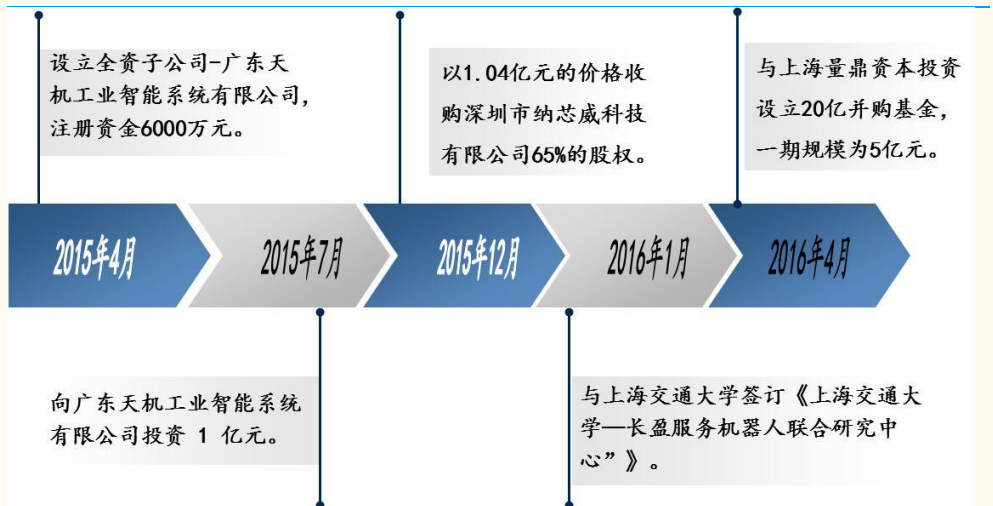 设立全资子公司-广东天
机工业智能系统有限公司,
注册资金6000万元。
以1.04亿元的价格收
购深圳市纳芯威科技
有限公司65%的股权。
与上海量鼎资本投资
设立20亿并购基金,
一期规模为5亿元。
2015年4月
2015年7月
2015年12月
2016年1月
2016年4月
向广东天机工业智能系统
有限公司投资 1 亿元。
与上海交通大学签订《上海交通大
学—长盈服务机器人联合研究中
心”》。